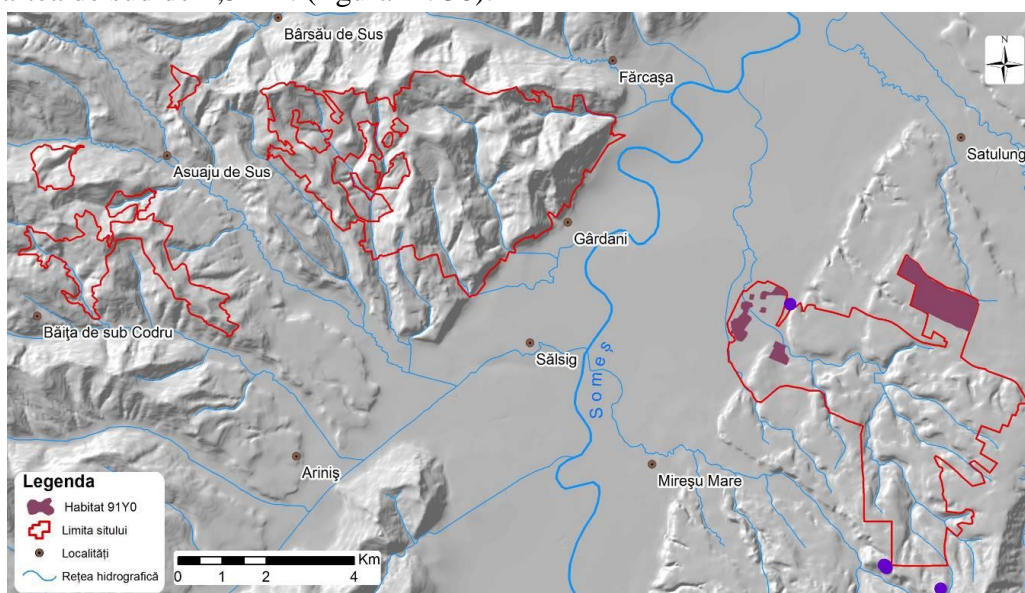 Bârsău de Sus
Fărcaşa
N
Satulung
Asuaju de Sus
Gârdani
Băiţa de sub Codru
Sălsig
Someş
Ariniş
Mireşu Mare
Legenda
Habitat 91Y0
Limita sitului
Localităţi
Reţea hidrografică
Km
0 1 2 4